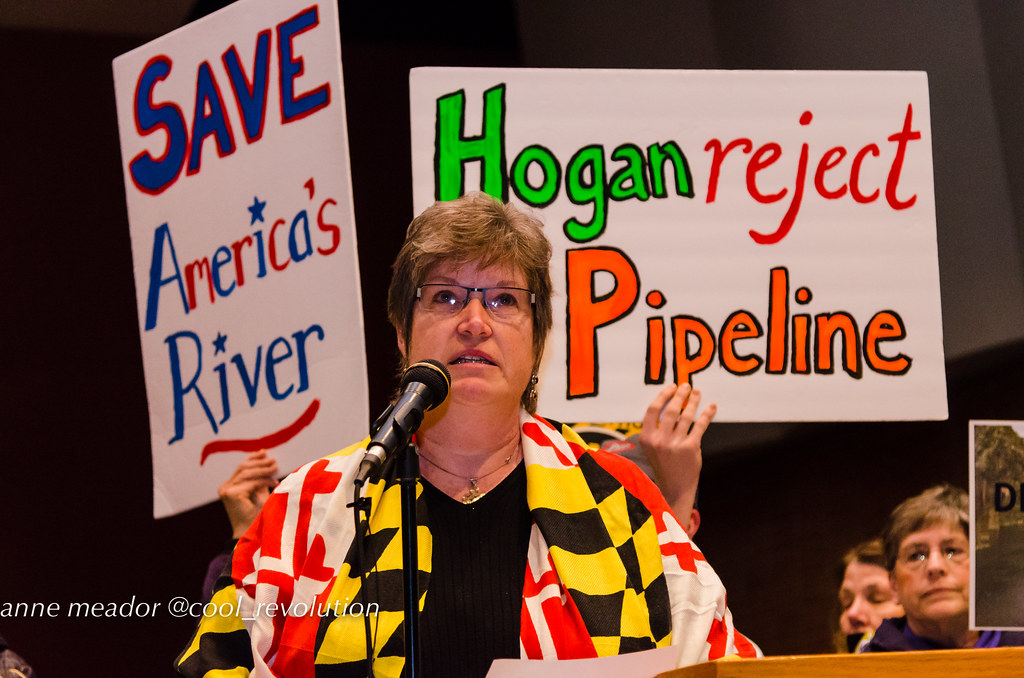 SAVE
America's
River
Hogan reject
Pipeline
anne meador @cool_revolution